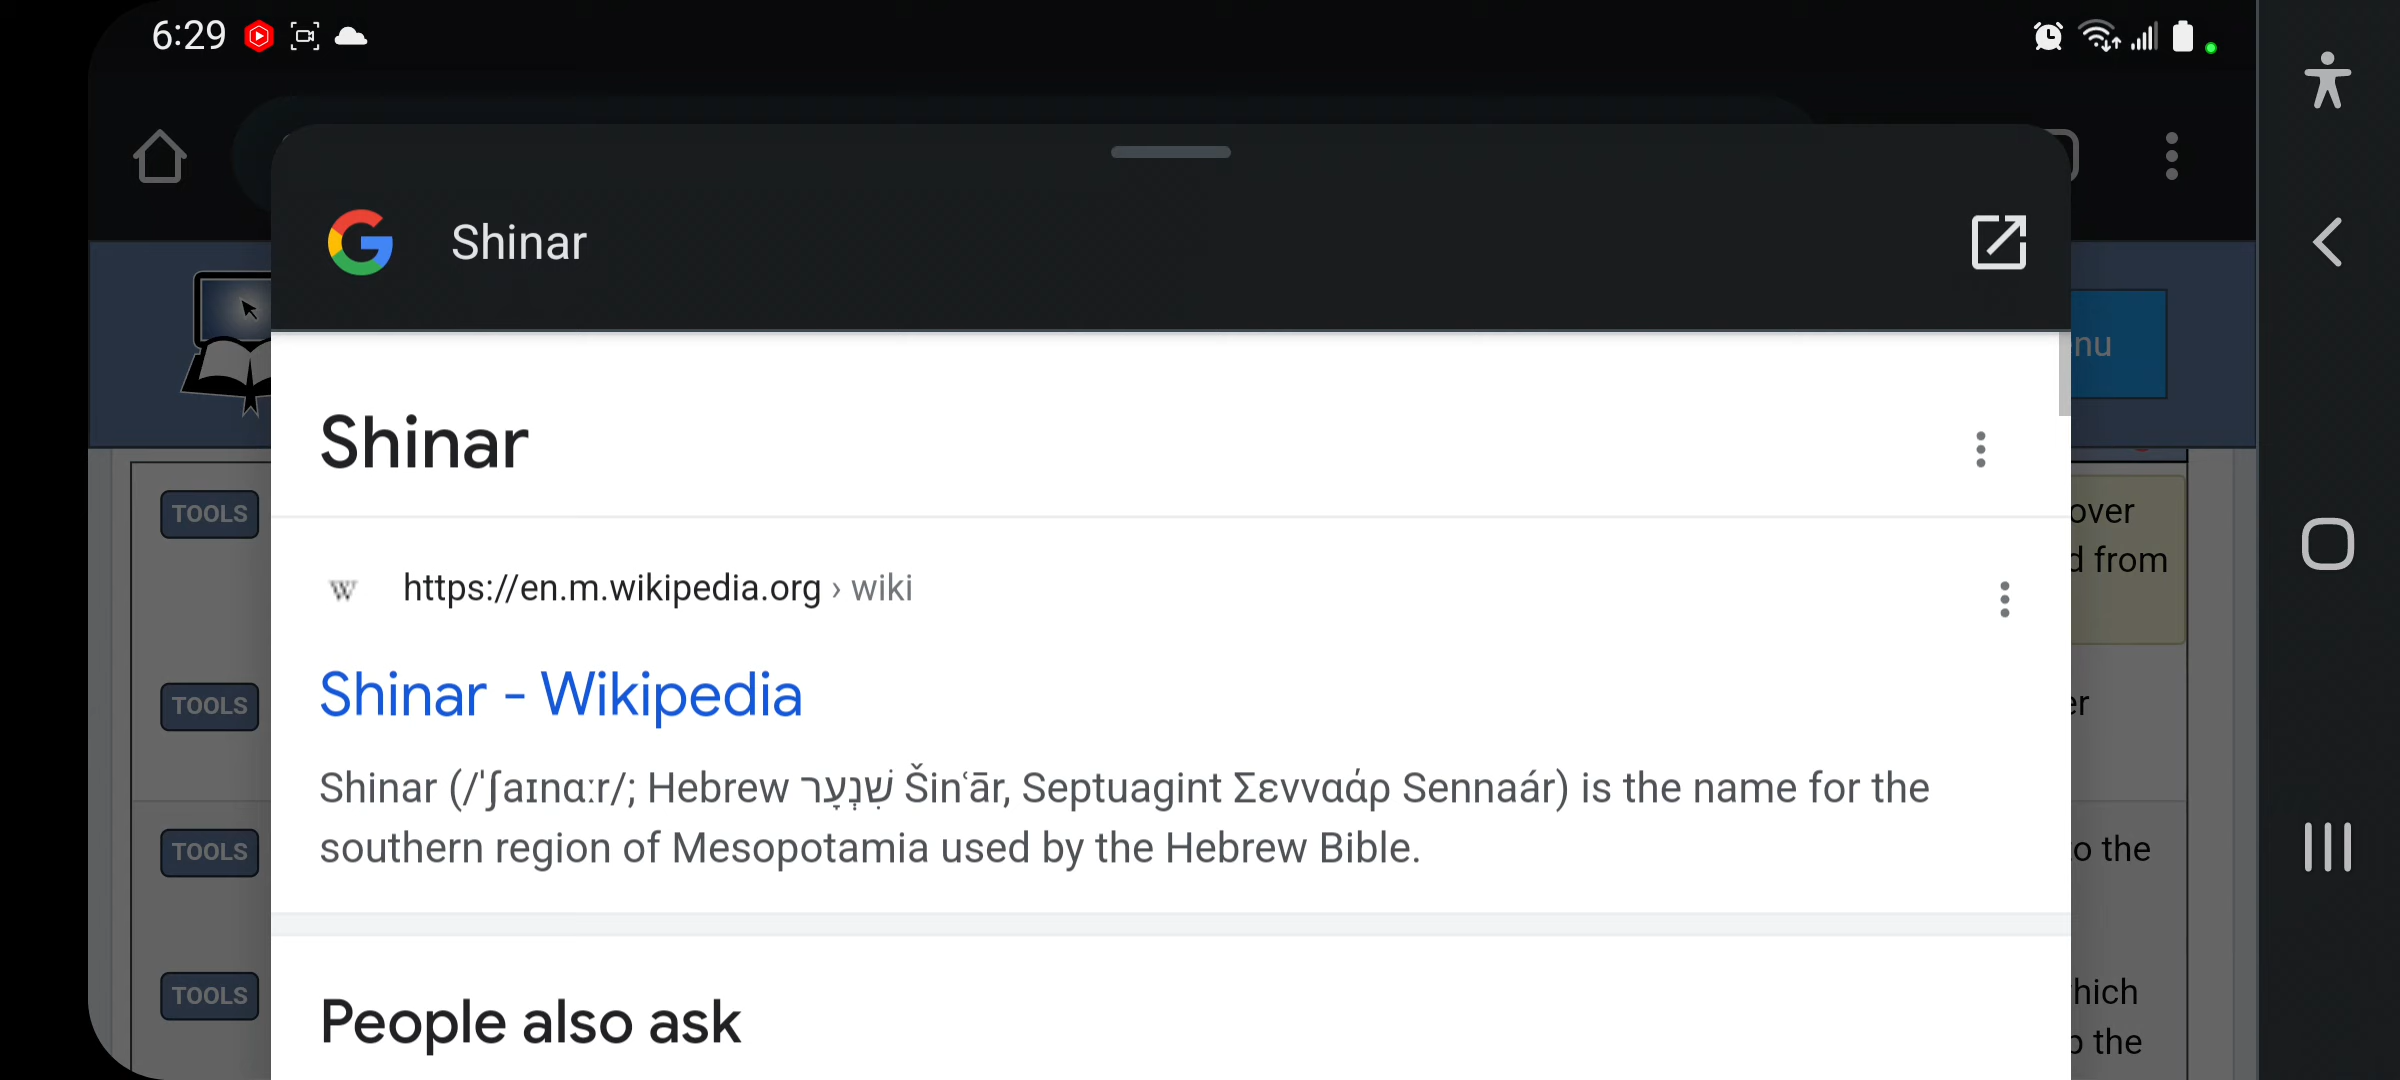 6:29
Shinar
nu
Shinar
TOOLS
over
d from
https://en.m.wikipedia.org › wiki
Shinar - Wikipedia
TOOLS
er
Shinar (/ˈʃaɪnɑːr/; Hebrew שִׁנְעָר Šinʿār, Septuagint Σενναάρ Sennaár) is the name for the
southern region of Mesopotamia used by the Hebrew Bible.
TOOLS
o the
TOOLS
hich
People also ask
the